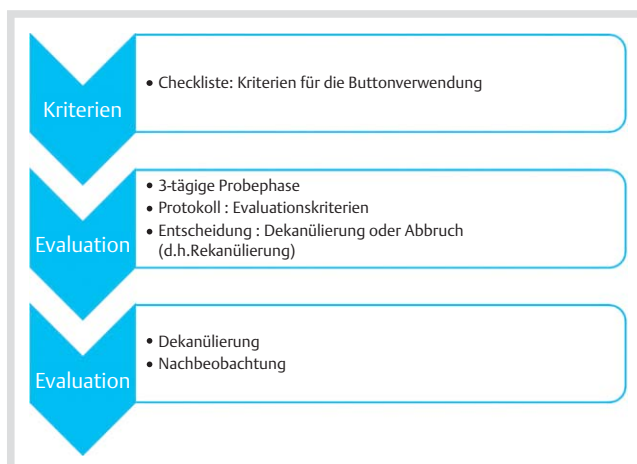 Kriterien
• Checkliste: Kriterien für die Buttonverwendung
Evaluation
• 3-tägige Probephase
• Protokoll : Evaluationskriterien
• Entscheidung : Dekanülierung oder Abbruch
(d.h.Rekanülierung)
Evaluation
• Dekanülierung
• Nachbeobachtung